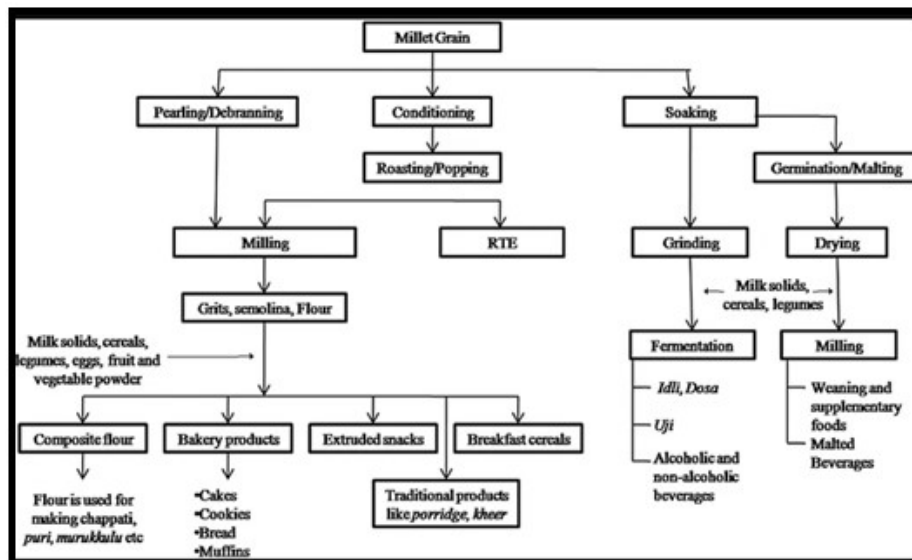 Millet Grain
Pearling/Debranning
Conditioning
Soaking
Roasting/Popping
Germination/Malting
Milling
RTE
Grinding
Drying
Milk solids,
cereals, legumes
Grits, semolina, Flour
Milk solids, cereals,
legumes, eggs, fruit and
vegetable powder
Fermentation
Milling
Idli, Dosa
Uji
Alcoholic and
non-alcoholic
beverages
Weaning and
supplementary
foods
Malted
Beverages
Composite flour
Bakery products
Extruded snacks
Breakfast cereals
Flour is used for
making chappati,
puri, murukkulu etc
•Cakes
•Cookies
•Bread
•Muffins
Traditional products
like porridge, kheer